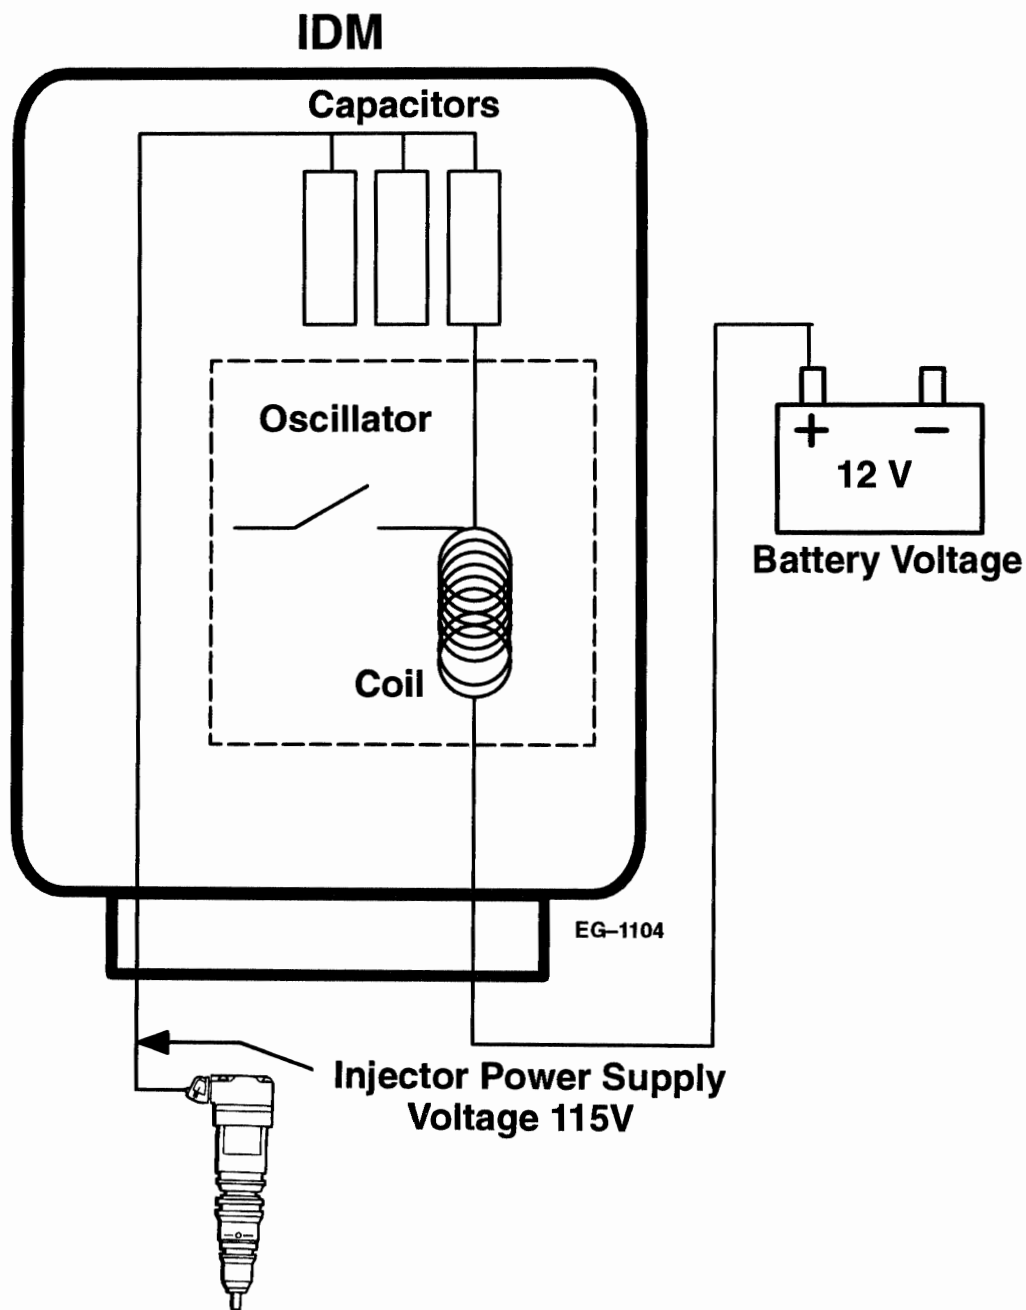 IDM
Capacitors
Oscillator
+ –
12 V
Battery Voltage
Coil
EG–1104
Injector Power Supply
Voltage 115V